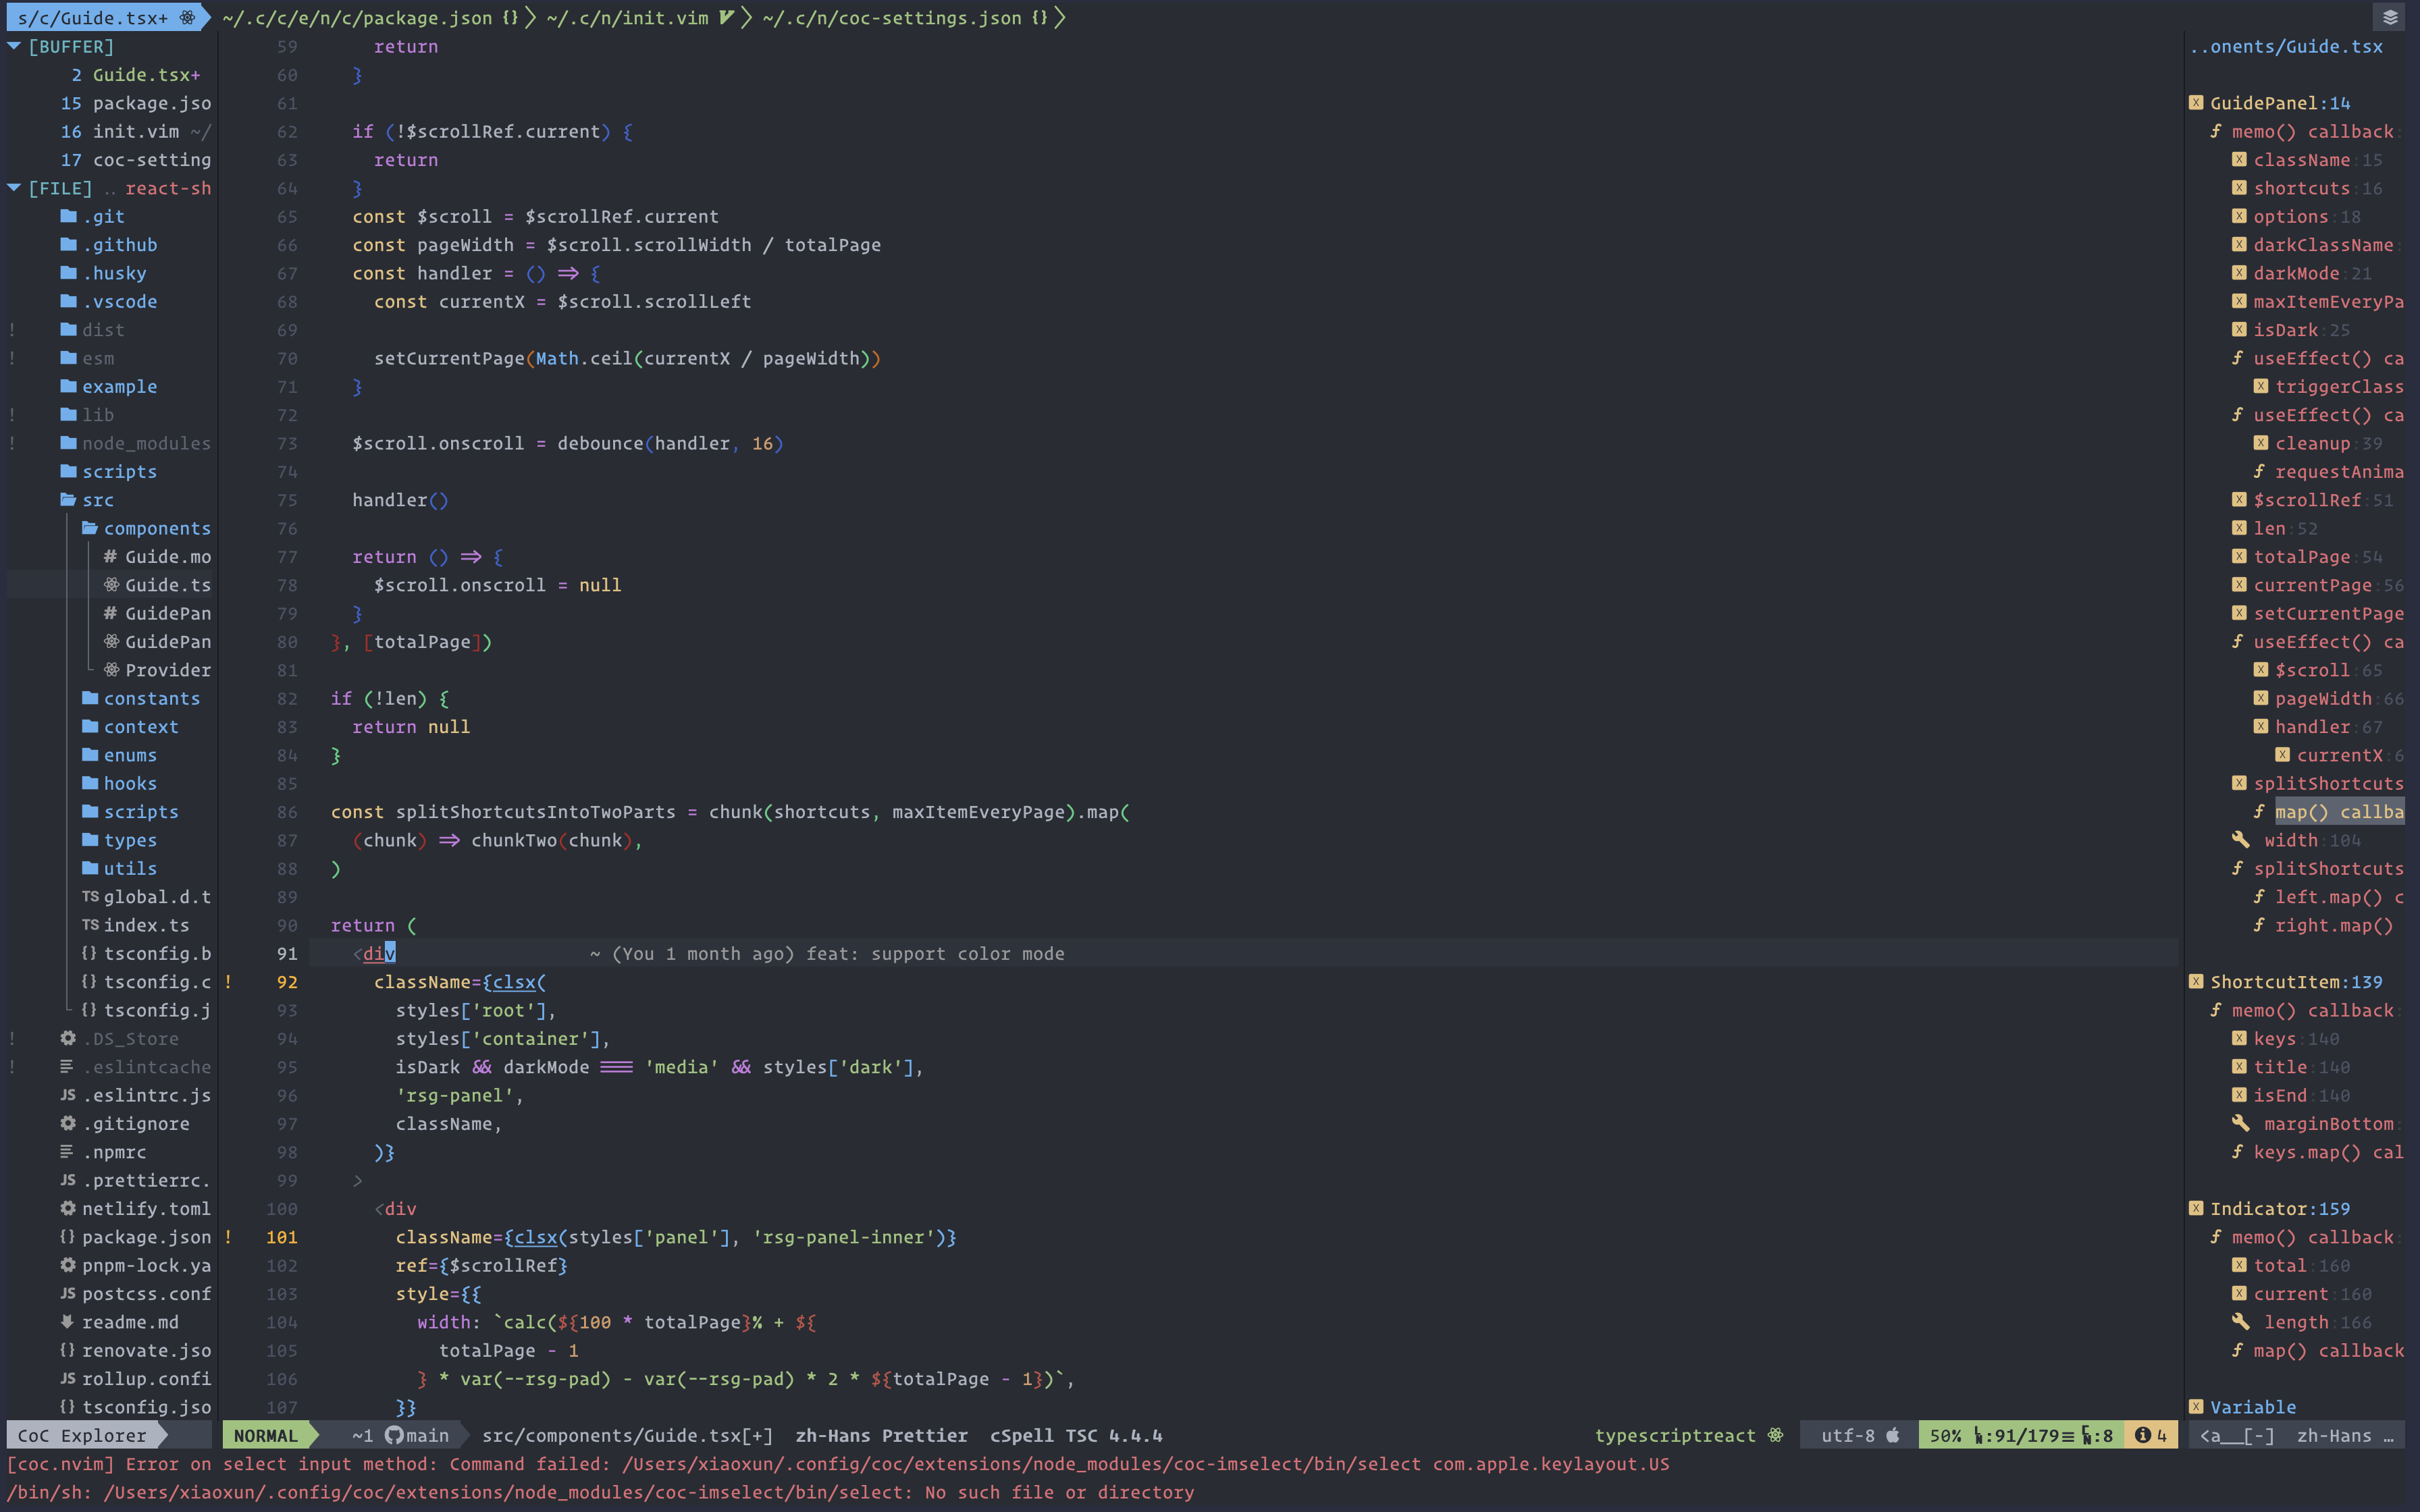 s/c/Guide.tsx+ ~/.c/c/e/n/c/package.json {} ~/.c/n/init.vim ~/.c/n/coc-settings.json {}
[BUFFER]
2 Guide.tsx+
15 package.jso
16 init.vim ~/
17 coc-setting
[FILE] .. react-sh
.git
.github
.husky
.vscode
! dist
! esm
example
! lib
! node_modules
scripts
src
components
# Guide.mo
Guide.ts
# GuidePan
GuidePan
Provider
constants
context
enums
hooks
scripts
types
utils
TS global.d.t
TS index.ts
{} tsconfig.b
{} tsconfig.c
{} tsconfig.j
! .DS_Store
! .eslintcache
JS .eslintrc.js
.gitignore
.npmrc
JS .prettierrc.
netlify.toml
{} package.json
pnpm-lock.ya
JS postcss.conf
readme.md
{} renovate.jso
JS rollup.confi
{} tsconfig.jso
CoC Explorer
59 return
60 }
61
62 if (!$scrollRef.current) {
63 return
64 }
65 const $scroll = $scrollRef.current
66 const pageWidth = $scroll.scrollWidth / totalPage
67 const handler = () => {
68 const currentX = $scroll.scrollLeft
69
70 setCurrentPage(Math.ceil(currentX / pageWidth))
71 }
72
73 $scroll.onscroll = debounce(handler, 16)
74
75 handler()
76
77 return () => {
78 $scroll.onscroll = null
79 }
80 }, [totalPage])
81
82 if (!len) {
83 return null
84 }
85
86 const splitShortcutsIntoTwoParts = chunk(shortcuts, maxItemEveryPage).map(
87 (chunk) => chunkTwo(chunk),
88 )
89
90 return (
91 <div ~ (You 1 month ago) feat: support color mode
! 92 className={clsx(
93 styles['root'],
94 styles['container'],
95 isDark && darkMode === 'media' && styles['dark'],
96 'rsg-panel',
97 className,
98 )}
99 >
100 <div
! 101 className={clsx(styles['panel'], 'rsg-panel-inner')}
102 ref={$scrollRef}
103 style={{
104 width: `calc(${100 * totalPage}% + ${
105 totalPage - 1
106 } * var(--rsg-pad) - var(--rsg-pad) * 2 * ${totalPage - 1})`,
107 }}
NORMAL ~1 main src/components/Guide.tsx[+] zh-Hans Prettier cSpell TSC 4.4.4 typescriptreact utf-8 50% :91/179 :8 4
..onents/Guide.tsx
GuidePanel:14
f memo() callback:
className:15
shortcuts:16
options:18
darkClassName:
darkMode:21
maxItemEveryPa
isDark:25
f useEffect() ca
triggerClass
f useEffect() ca
cleanup:39
f requestAnima
$scrollRef:51
len:52
totalPage:54
currentPage:56
setCurrentPage
f useEffect() ca
$scroll:65
pageWidth:66
handler:67
currentX:6
splitShortcuts
f map() callba
width:104
f splitShortcuts
f left.map() c
f right.map()
ShortcutItem:139
f memo() callback:
keys:140
title:140
isEnd:140
marginBottom:
f keys.map() cal
Indicator:159
f memo() callback:
total:160
current:160
length:166
f map() callback
Variable
<a__[-] zh-Hans …
[coc.nvim] Error on select input method: Command failed: /Users/xiaoxun/.config/coc/extensions/node_modules/coc-imselect/bin/select com.apple.keylayout.US
/bin/sh: /Users/xiaoxun/.config/coc/extensions/node_modules/coc-imselect/bin/select: No such file or directory